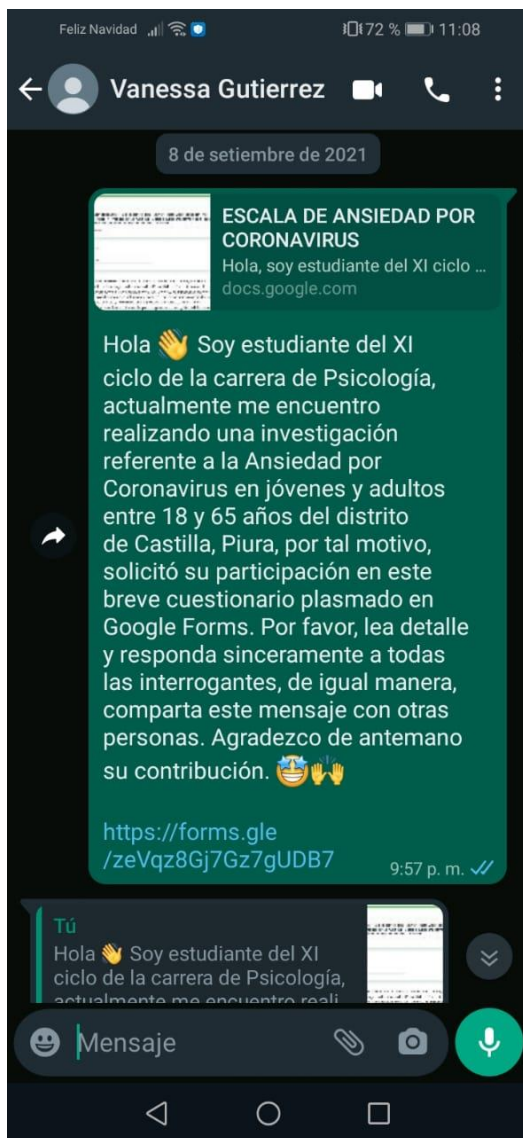 Feliz Navidad 72 % 11:08
Vanessa Gutierrez
8 de setiembre de 2021
ESCALA DE ANSIEDAD POR
CORONAVIRUS
Hola, soy estudiante del XI ciclo ...
docs.google.com
Hola 👋 Soy estudiante del XI
ciclo de la carrera de Psicología,
actualmente me encuentro
realizando una investigación
referente a la Ansiedad por
Coronavirus en jóvenes y adultos
entre 18 y 65 años del distrito
de Castilla, Piura, por tal motivo,
solicitó su participación en este
breve cuestionario plasmado en
Google Forms. Por favor, lea detalle
y responda sinceramente a todas
las interrogantes, de igual manera,
comparta este mensaje con otras
personas. Agradezco de antemano
su contribución. 🤩🙌
https://forms.gle
/zeVqz8Gj7Gz7gUDB7
9:57 p. m.
Tú
Hola 👋 Soy estudiante del XI
ciclo de la carrera de Psicología,
actualmente me encuentro reali
Mensaje